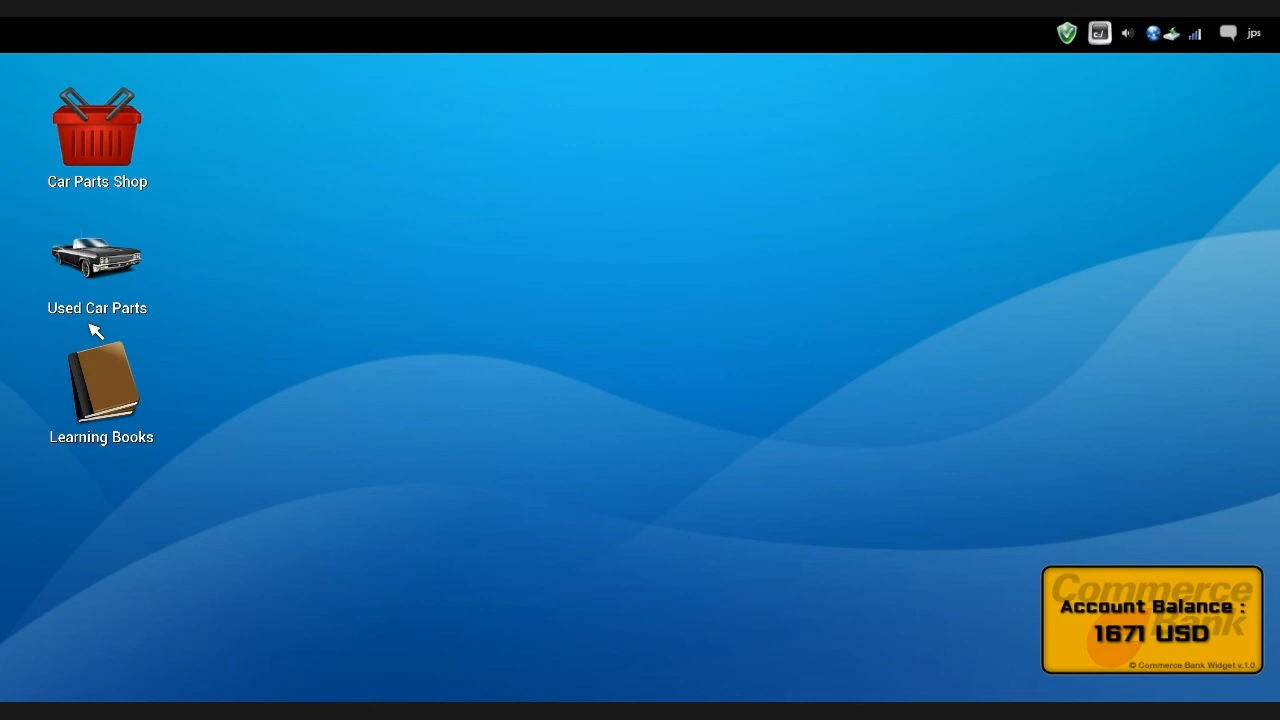 c:/
jps
Car Parts Shop
Used Car Parts
Learning Books
Commerce
Bank
Account Balance :
1671 USD
© Commerce Bank Widget v.1.0